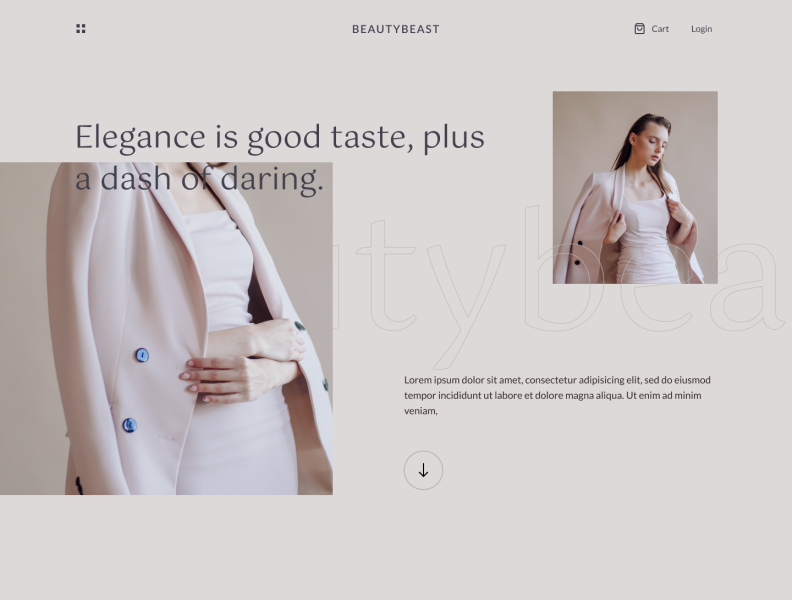 BEAUTYBEAST
Cart
Login
Elegance is good taste, plus
a dash of daring.
utybea
Lorem ipsum dolor sit amet, consectetur adipisicing elit, sed do eiusmod
tempor incididunt ut labore et dolore magna aliqua. Ut enim ad minim
veniam,